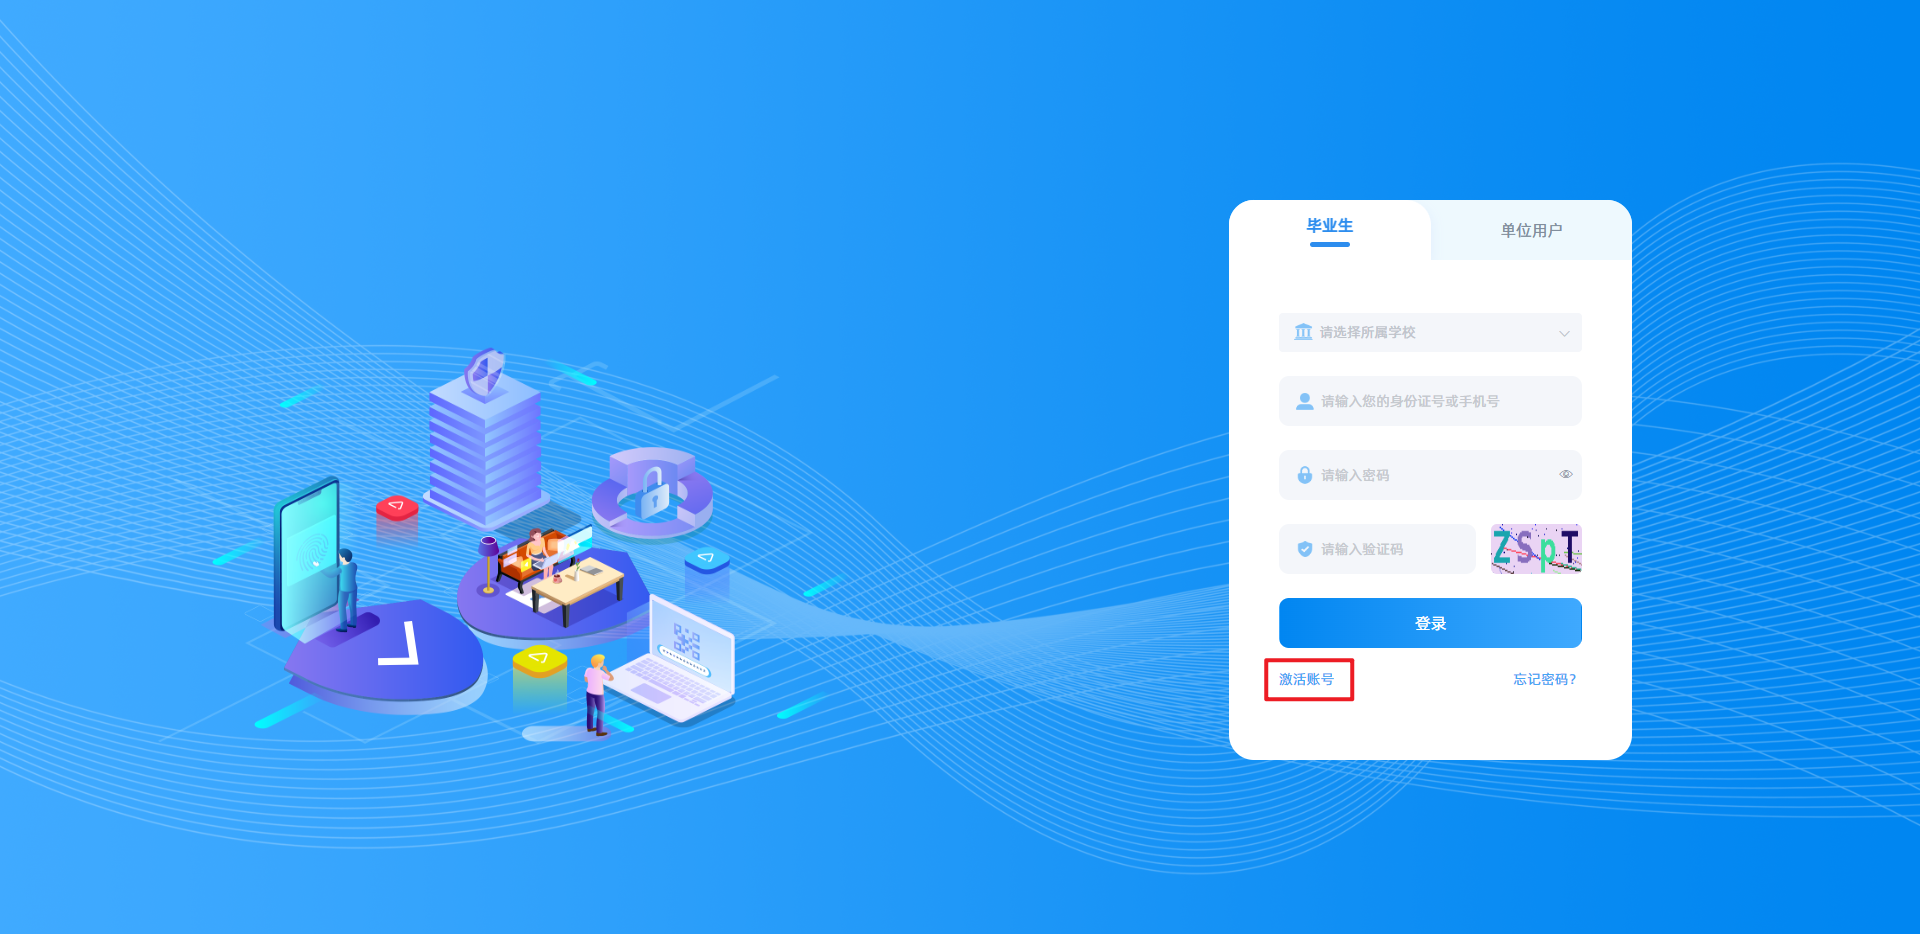 毕业生
单位用户
请选择所属学校
请输入您的身份证号或手机号
请输入密码
请输入验证码
ZSpT
登录
激活账号
忘记密码?